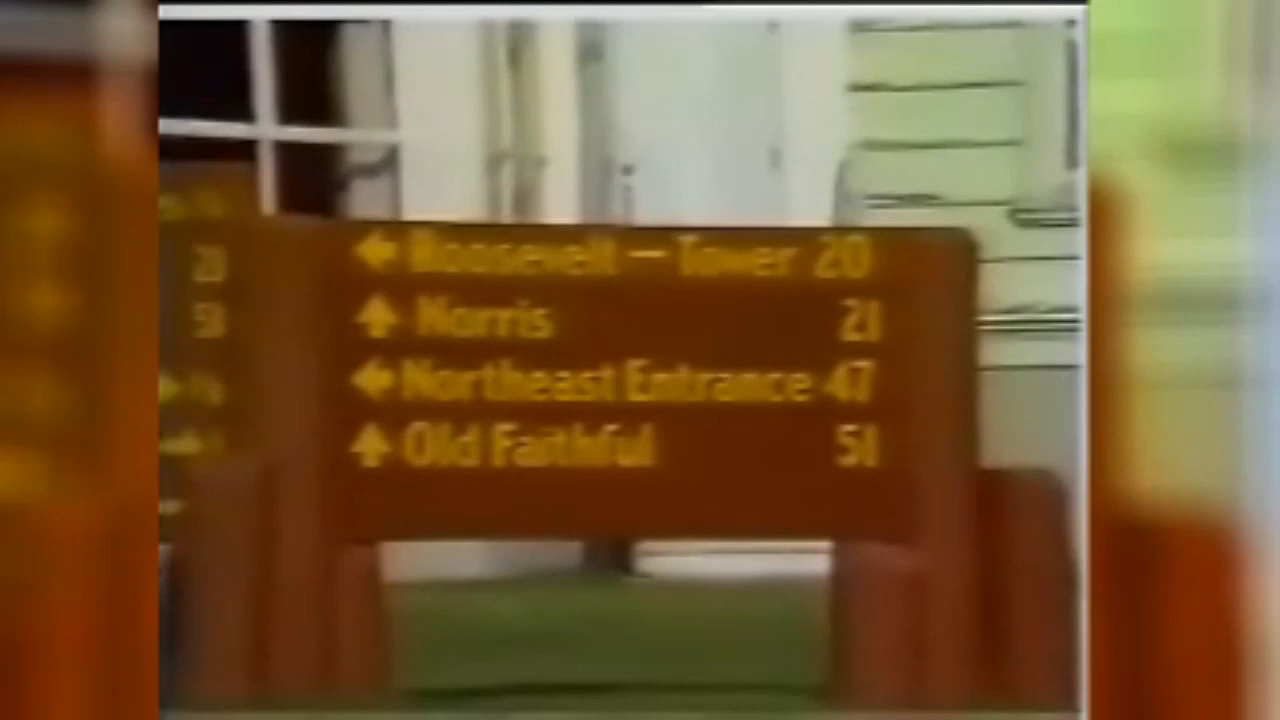 ← Roosevelt — Tower 20
↑ Norris 21
← Northeast Entrance 47
↑ Old Faithful 51